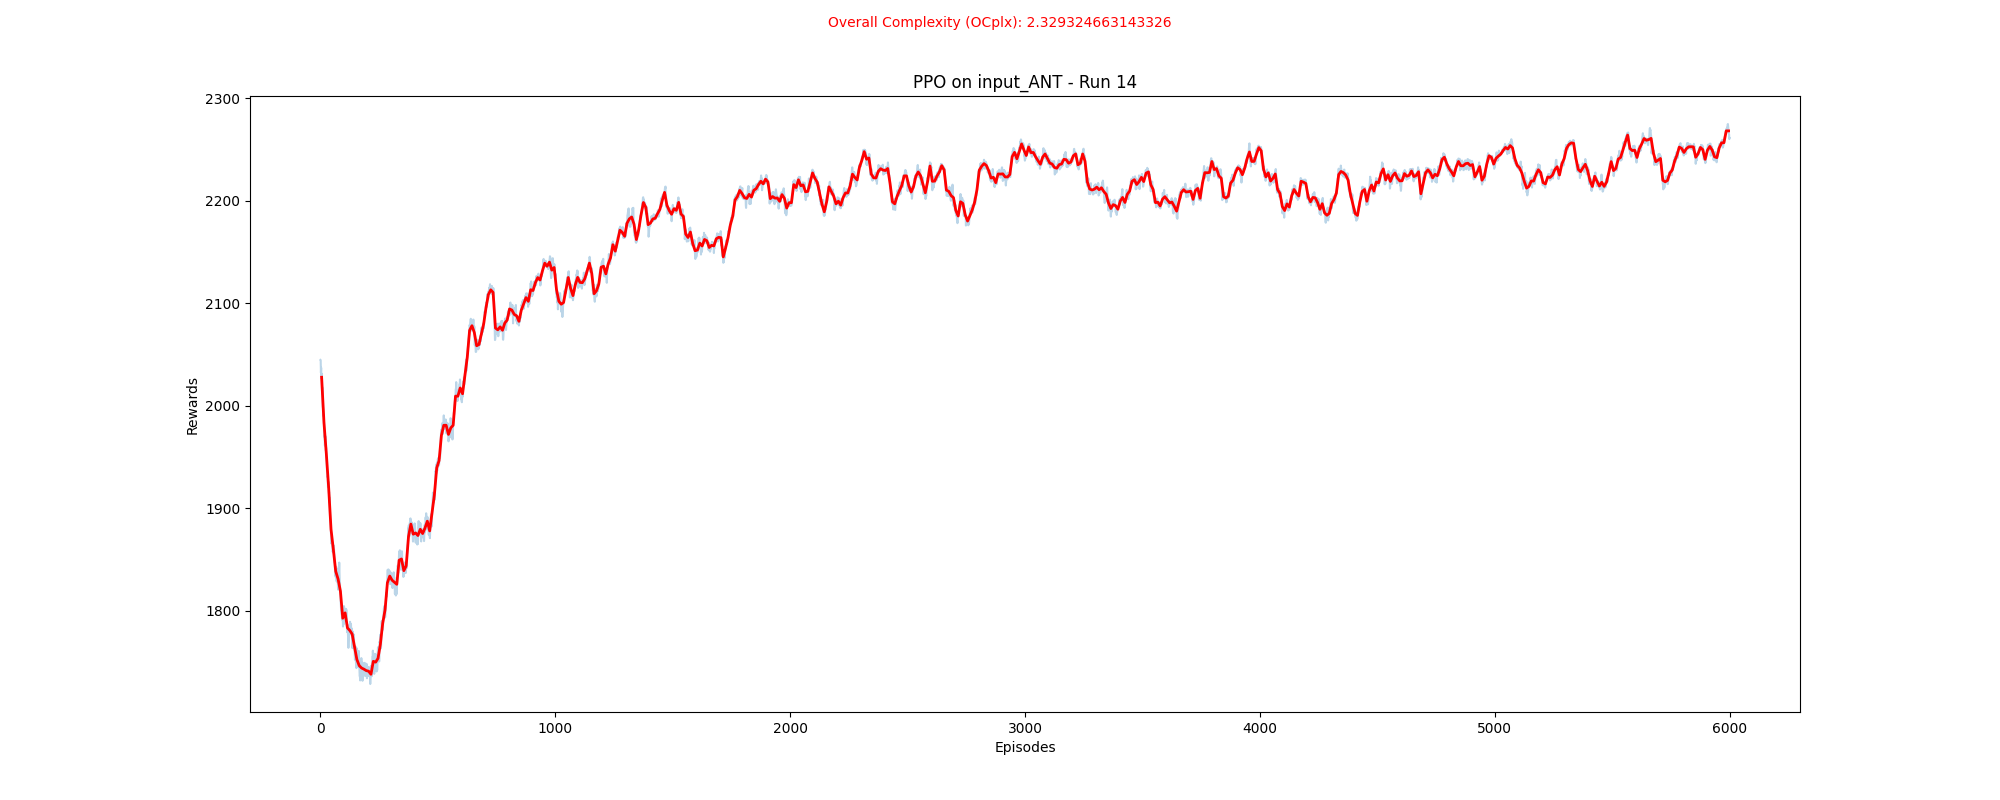 Overall Complexity (OCplx): 2.329324663143326
PPO on input_ANT - Run 14
2300
2200
2100
2000
1900
1800
Rewards
0 1000 2000 3000 4000 5000 6000
Episodes